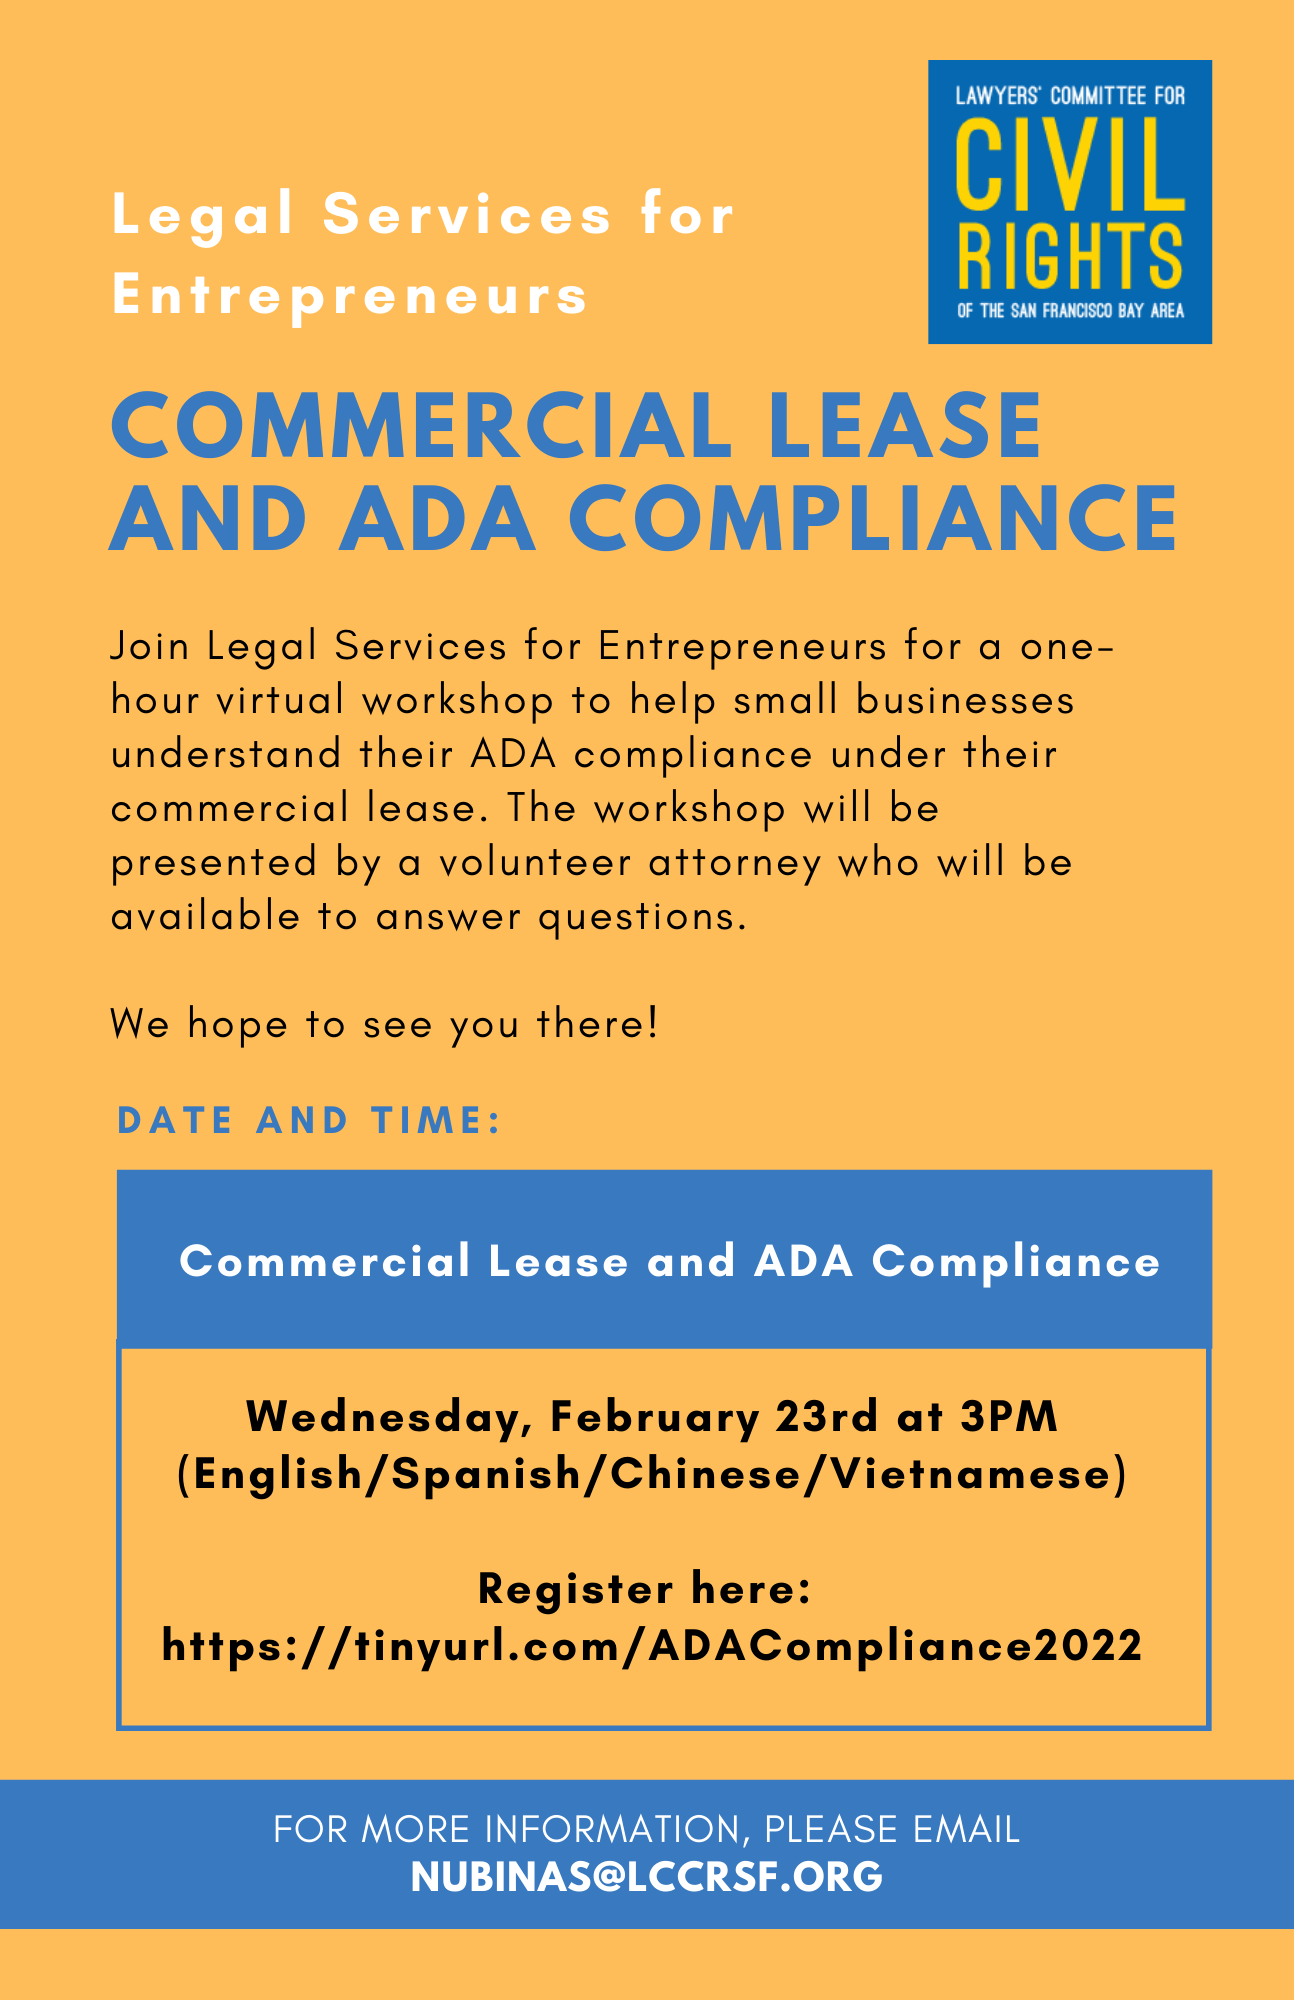 LAWYERS' COMMITTEE FOR
CIVIL
RIGHTS
OF THE SAN FRANCISCO BAY AREA
Legal Services for
Entrepreneurs
COMMERCIAL LEASE
AND ADA COMPLIANCE
Join Legal Services for Entrepreneurs for a one-
hour virtual workshop to help small businesses
understand their ADA compliance under their
commercial lease. The workshop will be
presented by a volunteer attorney who will be
available to answer questions.
We hope to see you there!
DATE AND TIME:
Commercial Lease and ADA Compliance
Wednesday, February 23rd at 3PM
(English/Spanish/Chinese/Vietnamese)
Register here:
https://tinyurl.com/ADACompliance2022
FOR MORE INFORMATION, PLEASE EMAIL
NUBINAS@LCCRSF.ORG